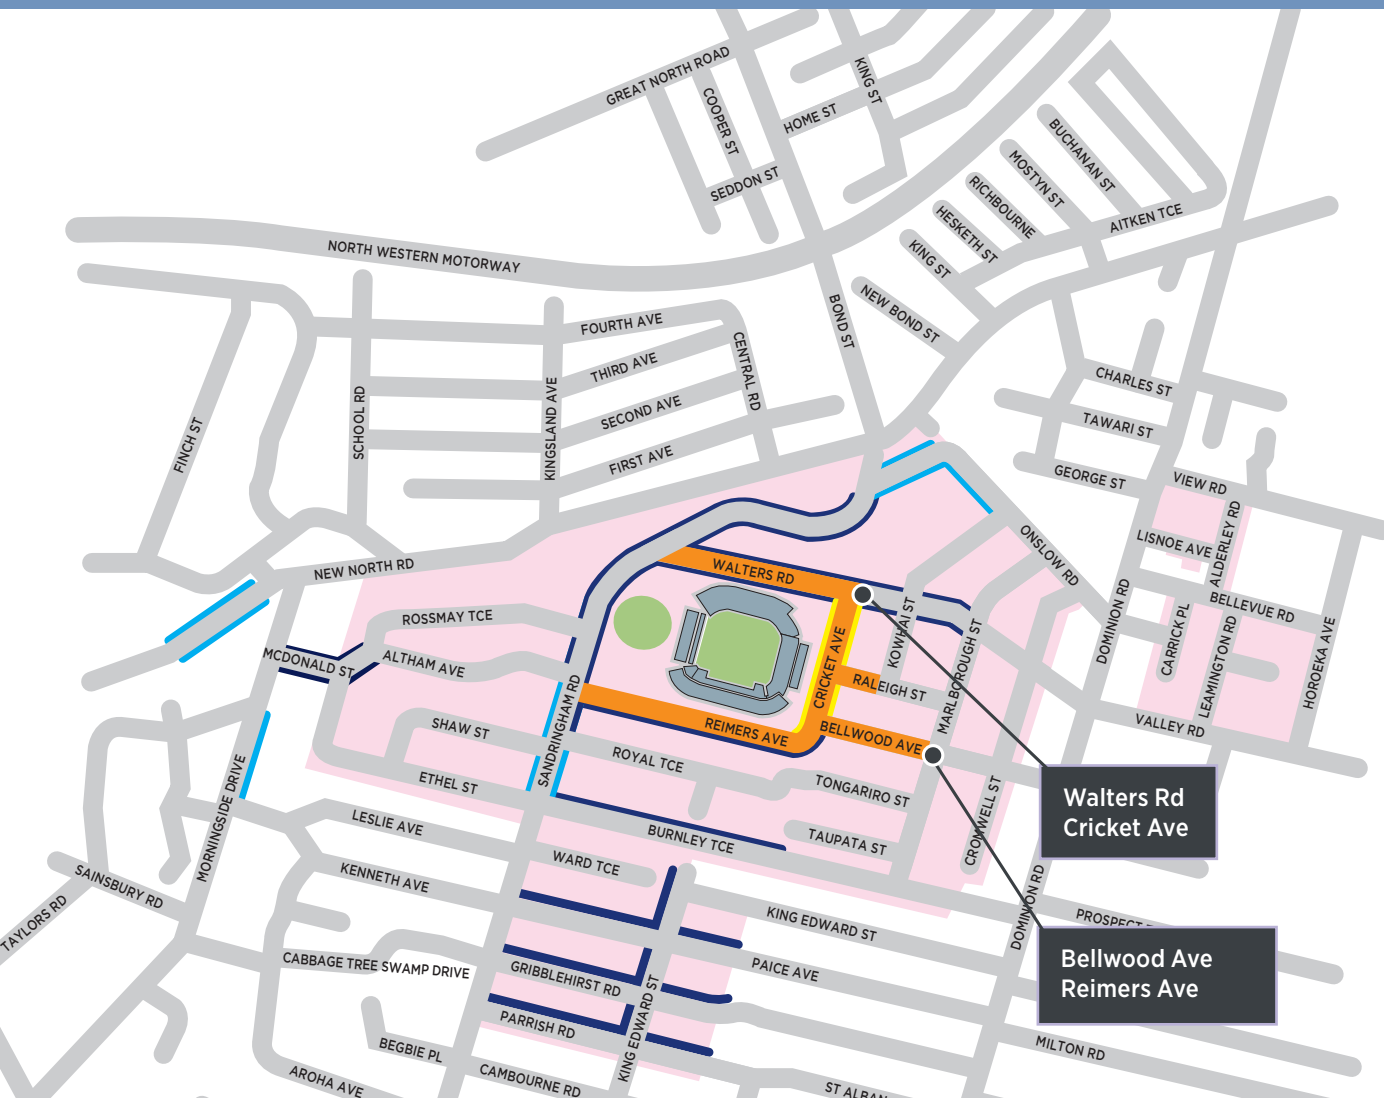 GREAT NORTH ROAD
COOPER ST
KING ST
HOME ST
SEDDON ST
BUCHANAN ST
MOSTYN ST
RICHBOURNE
HESKETH ST
KING ST
AITKEN TCE
NORTH WESTERN MOTORWAY
NEW BOND ST
BOND ST
FOURTH AVE
THIRD AVE
SECOND AVE
FIRST AVE
CENTRAL RD
KINGSLAND AVE
SCHOOL RD
FINCH ST
CHARLES ST
TAWARI ST
GEORGE ST
VIEW RD
ONSLOW RD
LISNOE AVE
ALDERLEY RD
BELLEVUE RD
DOMINION RD
CARRICK PL
LEAMINGTON RD
HOROEKA AVE
VALLEY RD
NEW NORTH RD
WALTERS RD
ROSSMAY TCE
MCDONALD ST
ALTHAM AVE
KOWHAI ST
CRICKET AVE
RALEIGH ST
MARLBOROUGH ST
SANDRINGHAM RD
REIMERS AVE
BELLWOOD AVE
SHAW ST
ROYAL TCE
TONGARIRO ST
ETHEL ST
TAUPATA ST
CROMWELL ST
Walters Rd
Cricket Ave
MORNINGSIDE DRIVE
LESLIE AVE
BURNLEY TCE
WARD TCE
KENNETH AVE
SAINSBURY RD
TAYLORS RD
KING EDWARD ST
DOMINION RD
PROSPECT
Bellwood Ave
Reimers Ave
CABBAGE TREE SWAMP DRIVE
GRIBBLEHIRST RD
PAICE AVE
PARRISH RD
KING EDWARD ST
BEGBIE PL
MILTON RD
AROHA AVE
CAMBOURNE RD
ST ALBAN